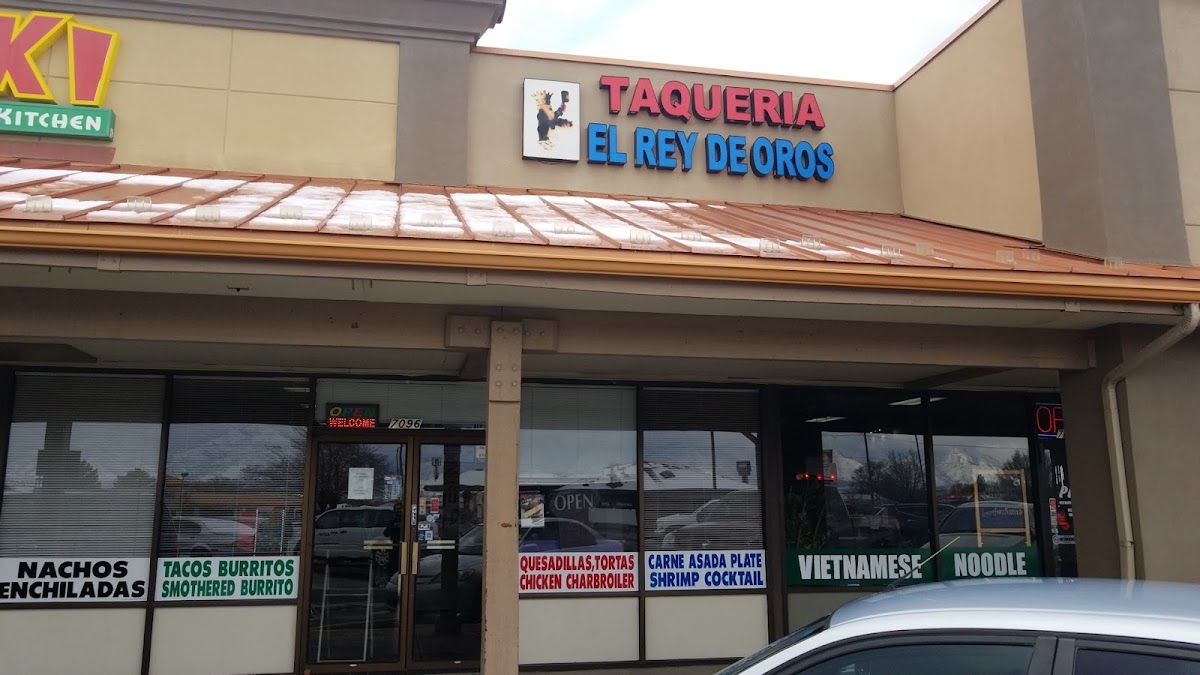 K!
KITCHEN
TAQUERIA
EL REY DE OROS
OPEN
WELCOME
7096
OPEN
NACHOS
ENCHILADAS
TACOS BURRITOS
SMOTHERED BURRITO
QUESADILLAS,TORTAS
CHICKEN CHARBROILER
CARNE ASADA PLATE
SHRIMP COCKTAIL
VIETNAMESE NOODLE
OP